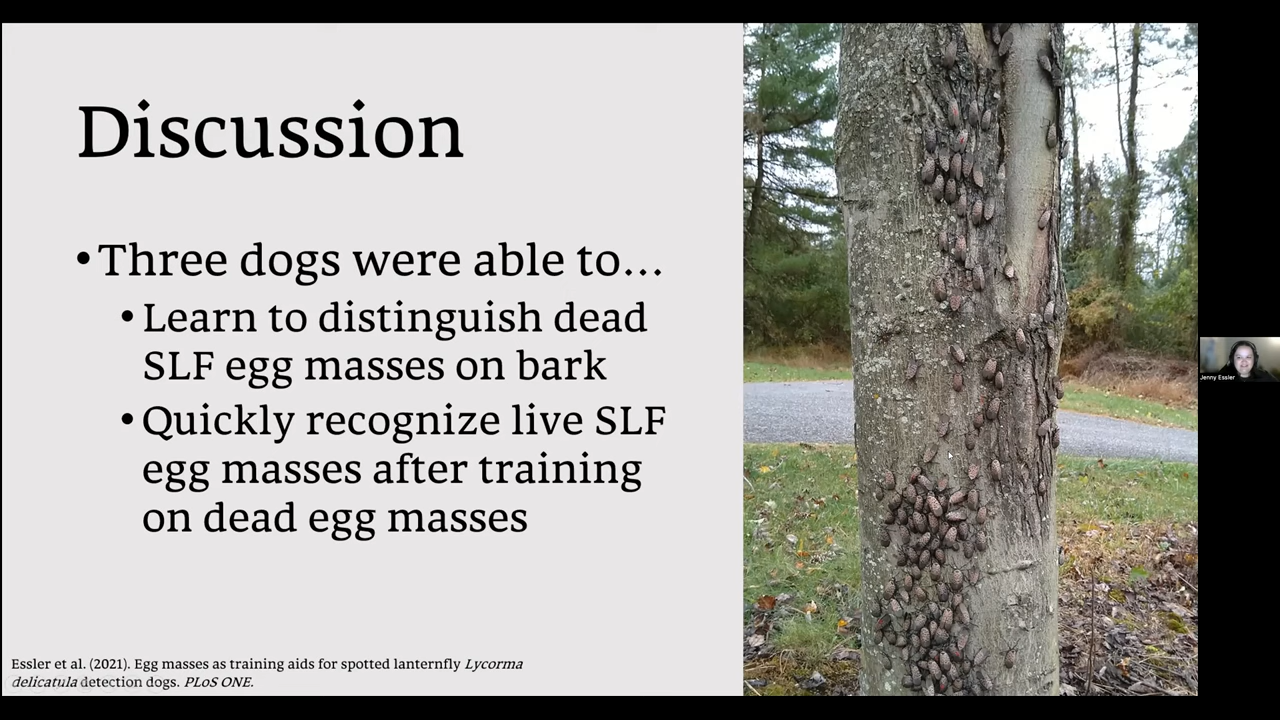 Discussion
• Three dogs were able to...
• Learn to distinguish dead
SLF egg masses on bark
• Quickly recognize live SLF
egg masses after training
on dead egg masses
Essler et al. (2021). Egg masses as training aids for spotted lanternfly Lycorma
delicatula detection dogs. PLoS ONE.
Jenny Essler